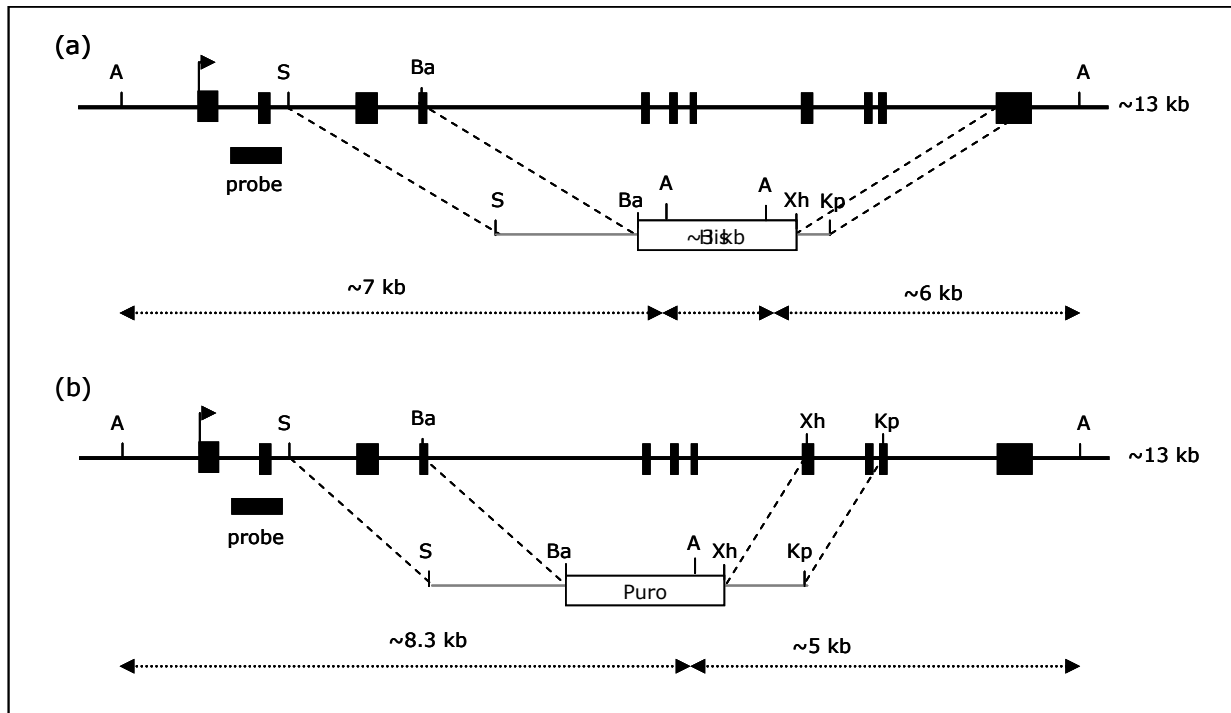 (a)
A S Ba A
~13 kb
probe
S Ba A A Xh Kp
~7 kb ~6 kb
(b)
A S Ba Xh Kp A
~13 kb
probe
S Ba A Xh Kp
Puro
~8.3 kb ~5 kb